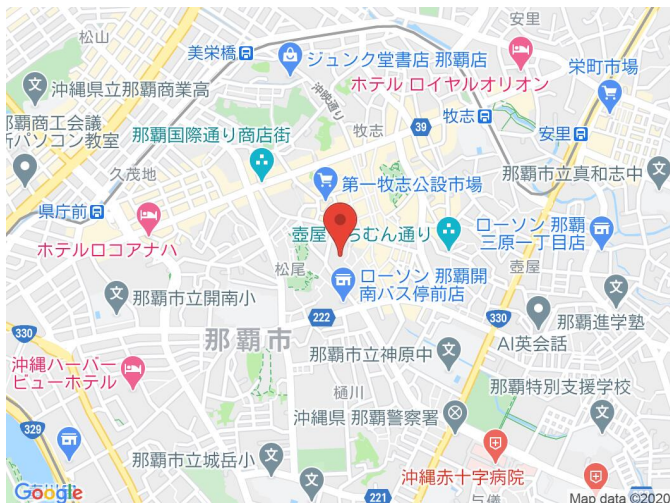 松山
安里
美栄橋
ジュンク堂書店 那覇店
沖縄県立那覇商業高
ホテル ロイヤルオリオン
栄町市場
沖映通り
牧志
牧志
那覇商工会議
所パソコン教室
那覇国際通り商店街
39
安里
久茂地
第一牧志公設市場
那覇市立真和志中
県庁前
ホテルロコアナハ
壺屋
ちむん通り
ローソン 那覇
三原一丁目店
松尾
壺屋
ローソン 那覇開
南バス停前店
那覇市立開南小
222
330
330
那覇市
那覇進学塾
AI英会話
沖縄ハーバー
ビューホテル
那覇市立神原中
樋川
那覇特別支援学校
沖縄県 那覇警察署
329
那覇市立城岳小
沖縄赤十字病院
与儀
221
Google
Map data ©2020